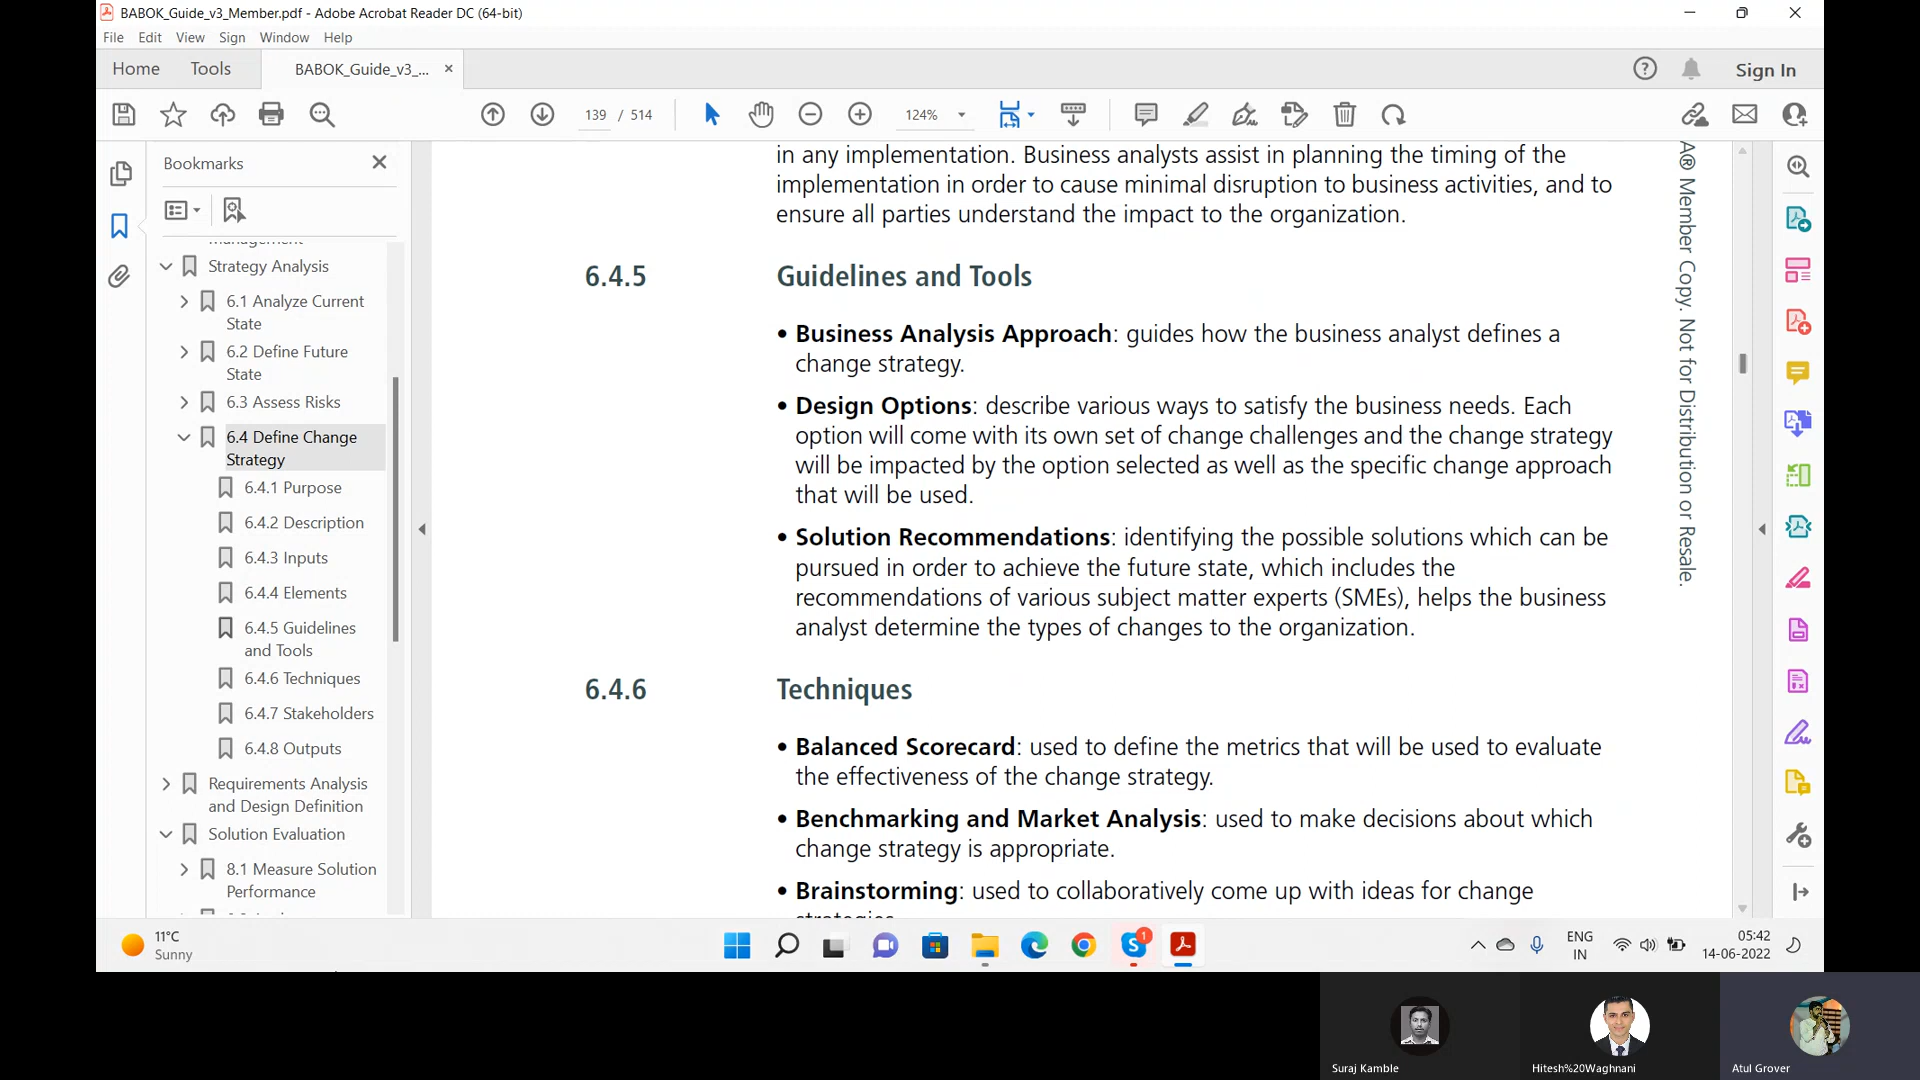 BABOK_Guide_v3_Member.pdf - Adobe Acrobat Reader DC (64-bit)
File Edit View Sign Window Help
Home Tools BABOK_Guide_v3_... × Sign In
139 / 514 124%
Bookmarks
Strategy Analysis
6.1 Analyze Current
State
6.2 Define Future
State
6.3 Assess Risks
6.4 Define Change
Strategy
6.4.1 Purpose
6.4.2 Description
6.4.3 Inputs
6.4.4 Elements
6.4.5 Guidelines
and Tools
6.4.6 Techniques
6.4.7 Stakeholders
6.4.8 Outputs
Requirements Analysis
and Design Definition
Solution Evaluation
8.1 Measure Solution
Performance
in any implementation. Business analysts assist in planning the timing of the
implementation in order to cause minimal disruption to business activities, and to
ensure all parties understand the impact to the organization.
6.4.5 Guidelines and Tools
• Business Analysis Approach: guides how the business analyst defines a
change strategy.
• Design Options: describe various ways to satisfy the business needs. Each
option will come with its own set of change challenges and the change strategy
will be impacted by the option selected as well as the specific change approach
that will be used.
• Solution Recommendations: identifying the possible solutions which can be
pursued in order to achieve the future state, which includes the
recommendations of various subject matter experts (SMEs), helps the business
analyst determine the types of changes to the organization.
6.4.6 Techniques
• Balanced Scorecard: used to define the metrics that will be used to evaluate
the effectiveness of the change strategy.
• Benchmarking and Market Analysis: used to make decisions about which
change strategy is appropriate.
• Brainstorming: used to collaboratively come up with ideas for change
A® Member Copy. Not for Distribution or Resale.
11°C
Sunny
1
ENG
IN
05:42
14-06-2022
Suraj Kamble
Hitesh%20Waghnani
Atul Grover